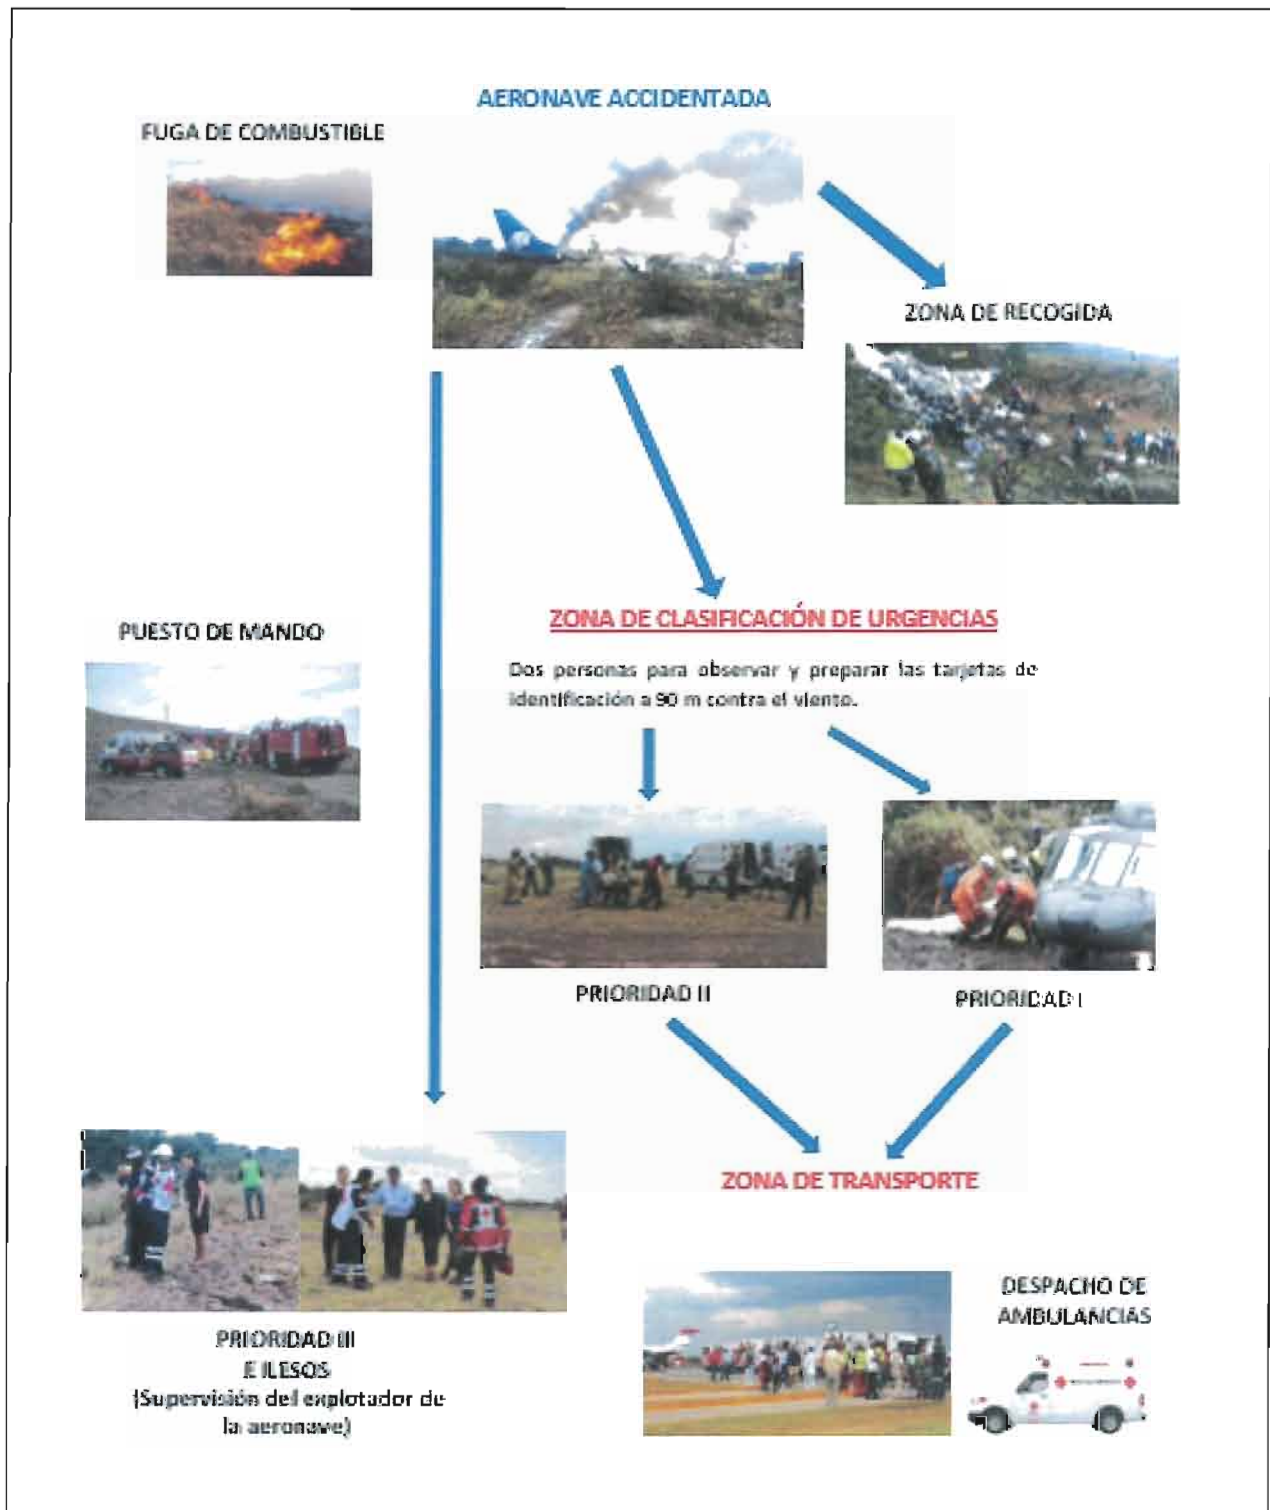 AERONAVE ACCIDENTADA
FUGA DE COMBUSTIBLE
ZONA DE RECOGIDA
PUESTO DE MANDO
ZONA DE CLASIFICACIÓN DE URGENCIAS
Dos personas para observar y preparar las tarjetas de
identificación a 90 m contra el viento.
PRIORIDAD II
PRIORIDAD I
ZONA DE TRANSPORTE
PRIORIDAD III
E ILESOS
(Supervisión del explotador de
la aeronave)
DESPACHO DE
AMBULANCIAS